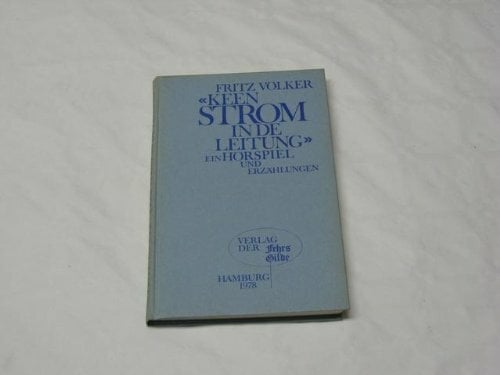 FRITZ VOLKER
«KEEN
STROM
IN DE
LEITUNG»
EIN HÖRSPIEL
UND
ERZÄHLUNGEN
VERLAG
DER Fehrs
Gilde
HAMBURG
1978